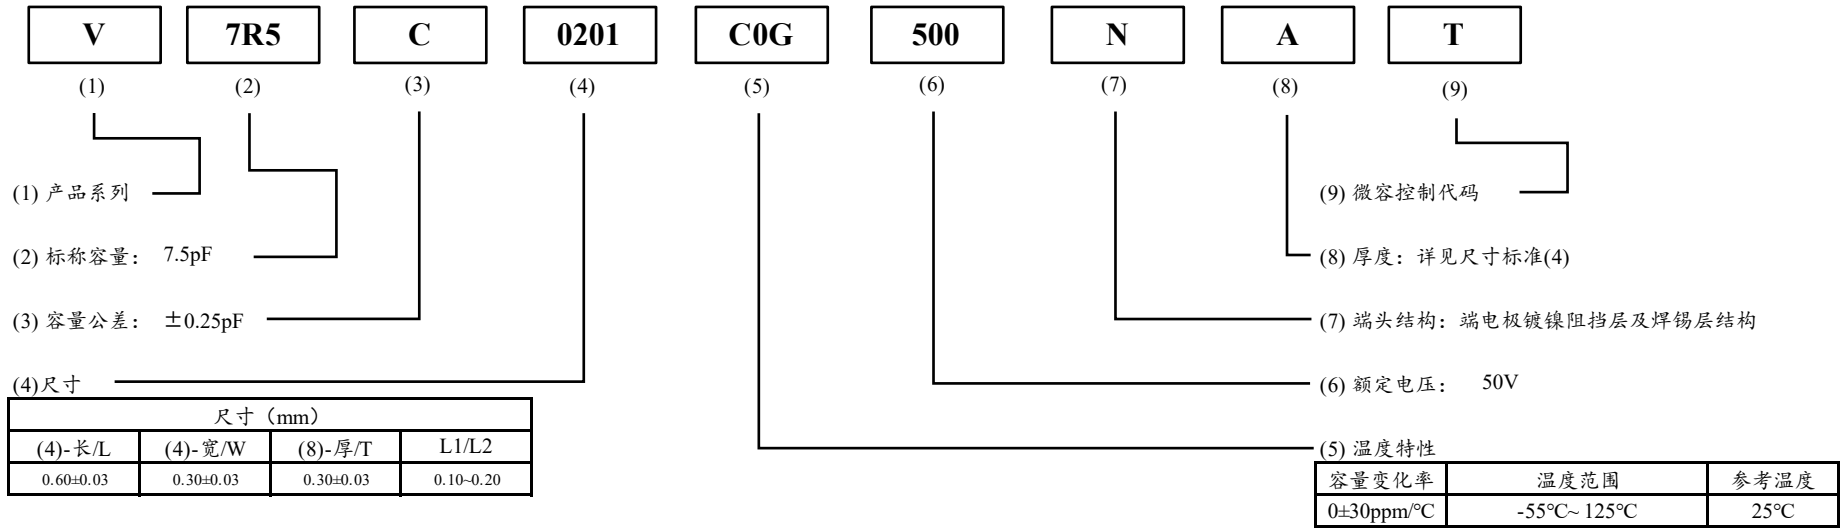 V 7R5 C 0201 C0G 500 N A T
(1) (2) (3) (4) (5) (6) (7) (8) (9)
(1) 产品系列
(9) 微容控制代码
(2) 标称容量： 7.5pF
(8) 厚度：详见尺寸标准(4)
(3) 容量公差： ±0.25pF
(7) 端头结构：端电极镀镍阻挡层及焊锡层结构
(4)尺寸
(6) 额定电压： 50V
尺寸（mm）
(4)-长/L (4)-宽/W (8)-厚/T L1/L2
0.60±0.03 0.30±0.03 0.30±0.03 0.10~0.20
(5) 温度特性
容量变化率 温度范围 参考温度
0±30ppm/°C -55°C~ 125°C 25°C